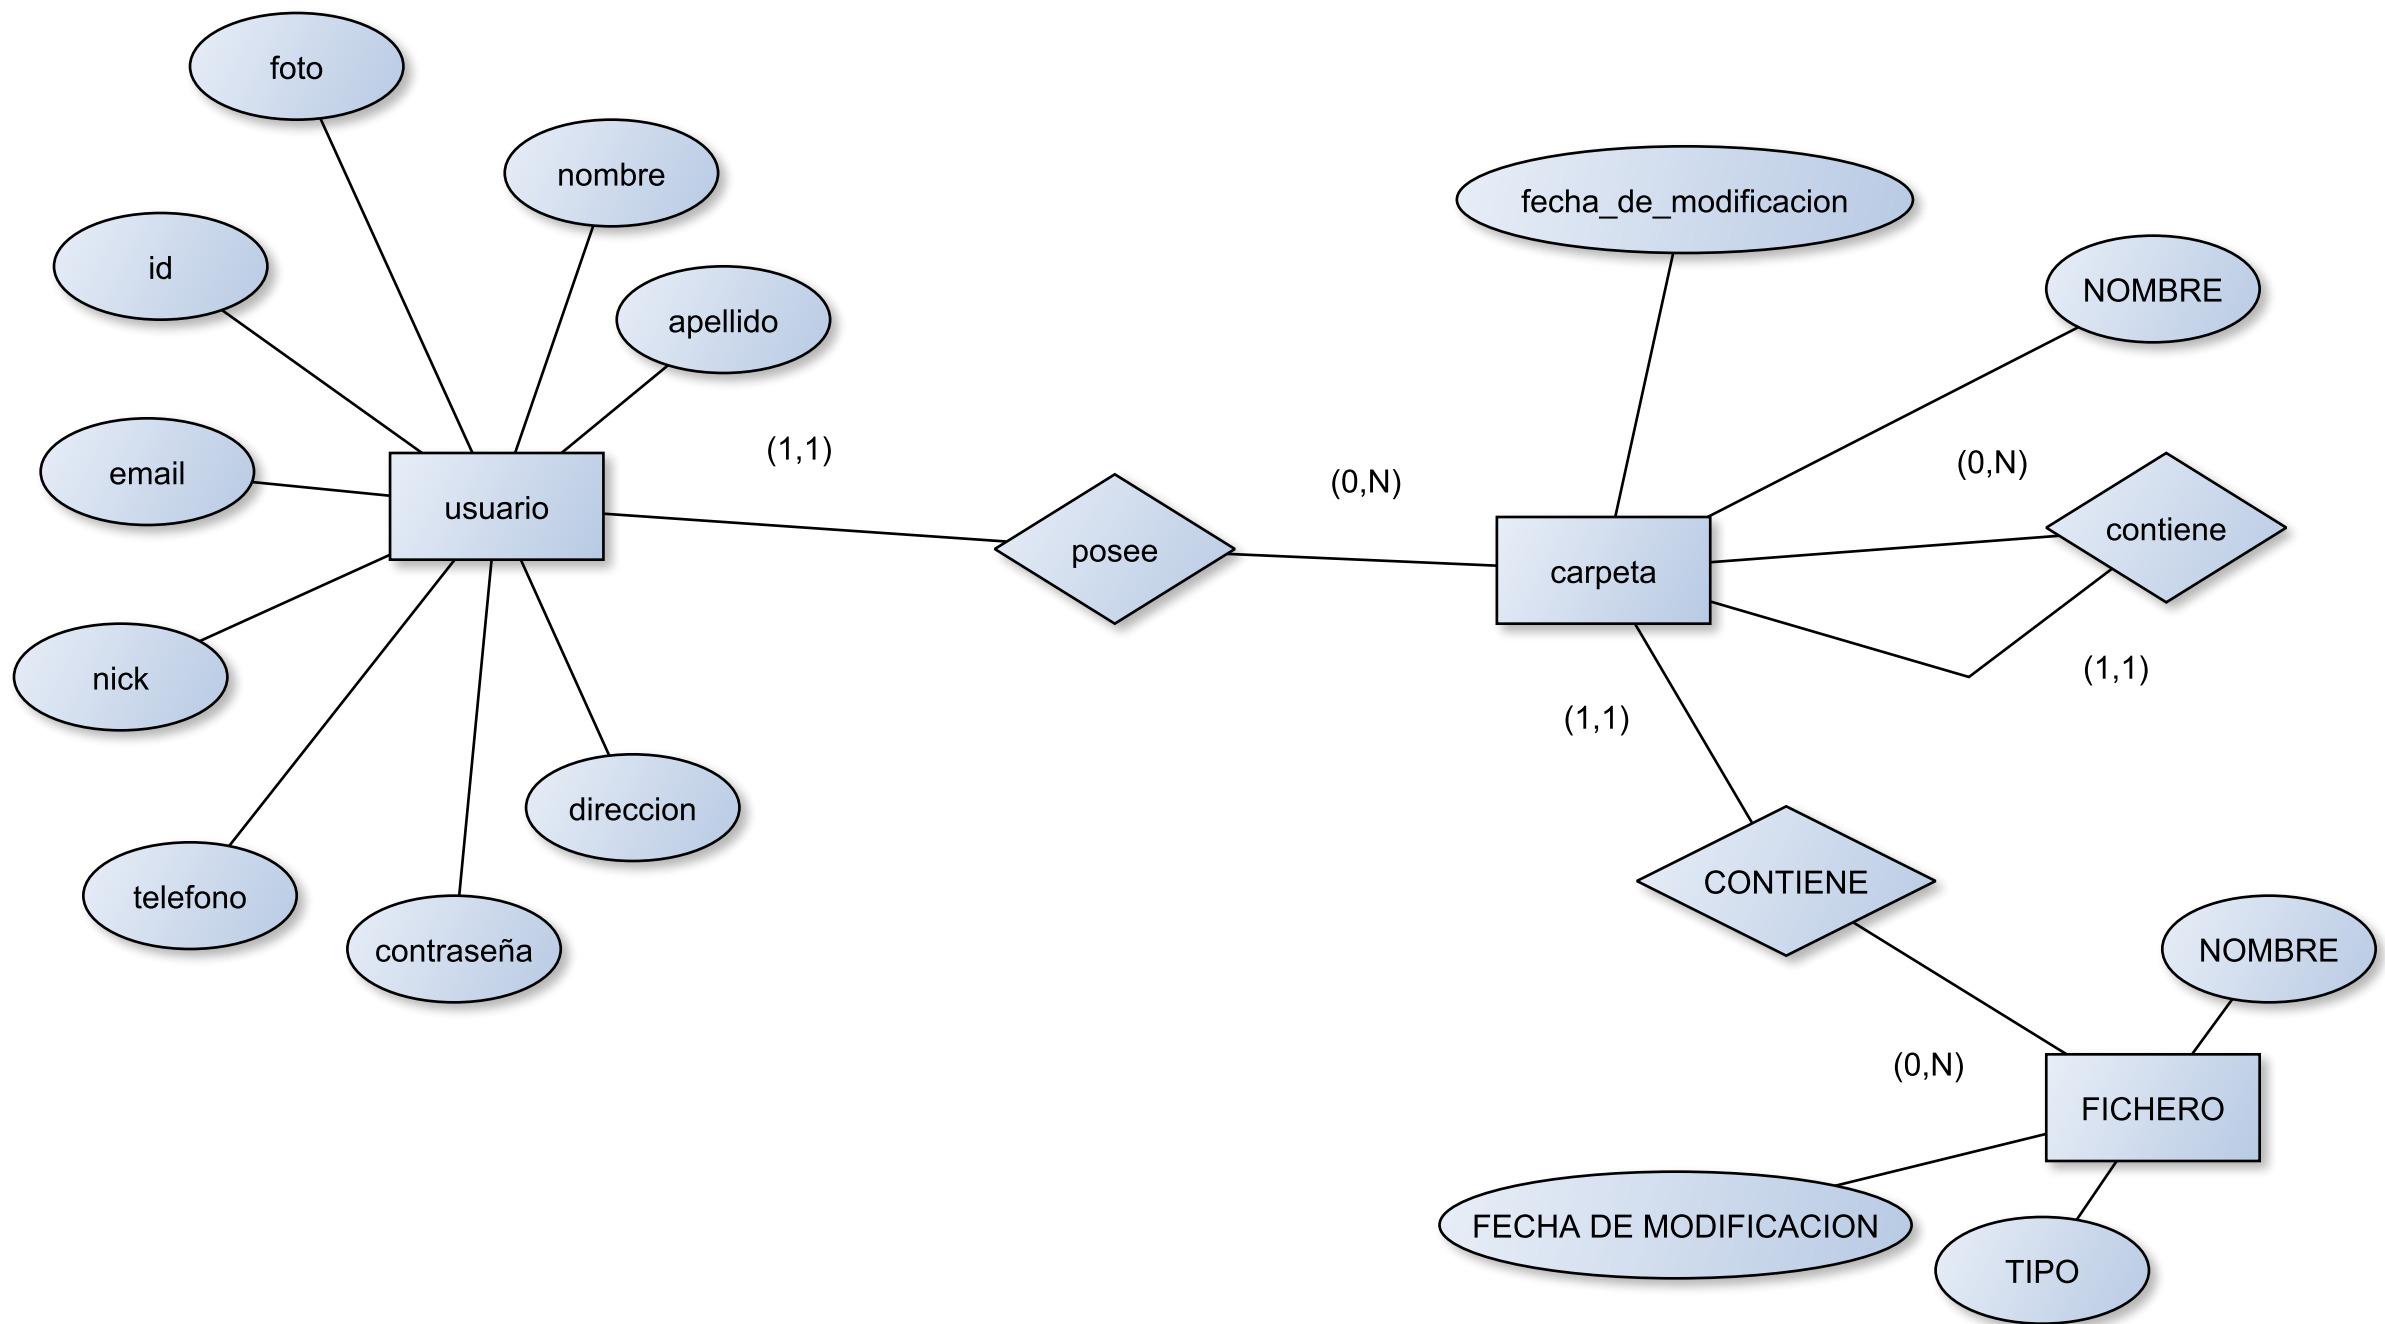 foto
nombre
fecha_de_modificacion
id
NOMBRE
apellido
(1,1)
(0,N)
(0,N)
email
usuario
posee
carpeta
contiene
nick
(1,1)
(1,1)
direccion
telefono
CONTIENE
contraseña
NOMBRE
(0,N)
FICHERO
FECHA DE MODIFICACION
TIPO